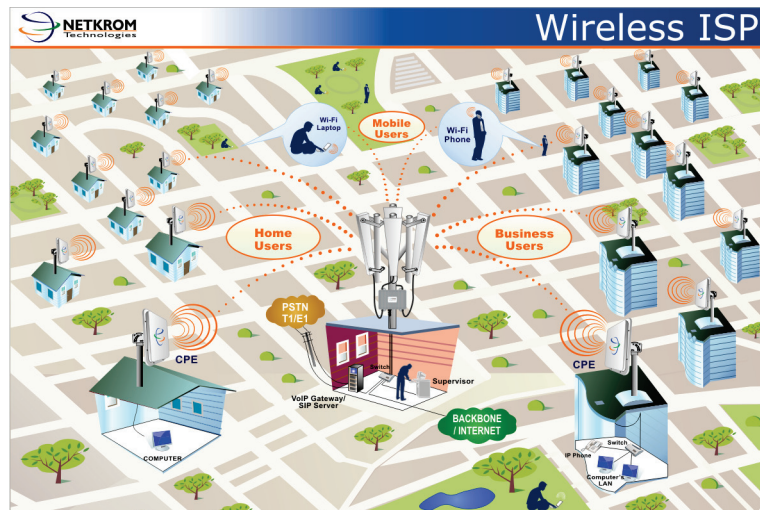 NETKROM
Technologies
Wireless ISP
Wi-Fi
Laptop
Mobile
Users
Wi-Fi
Phone
Home
Users
Business
Users
PSTN
T1/E1
CPE
CPE
Switch
Supervisor
VoIP Gateway/
SIP Server
BACKBONE
/ INTERNET
COMPUTER
Switch
IP Phone
Computer's
LAN